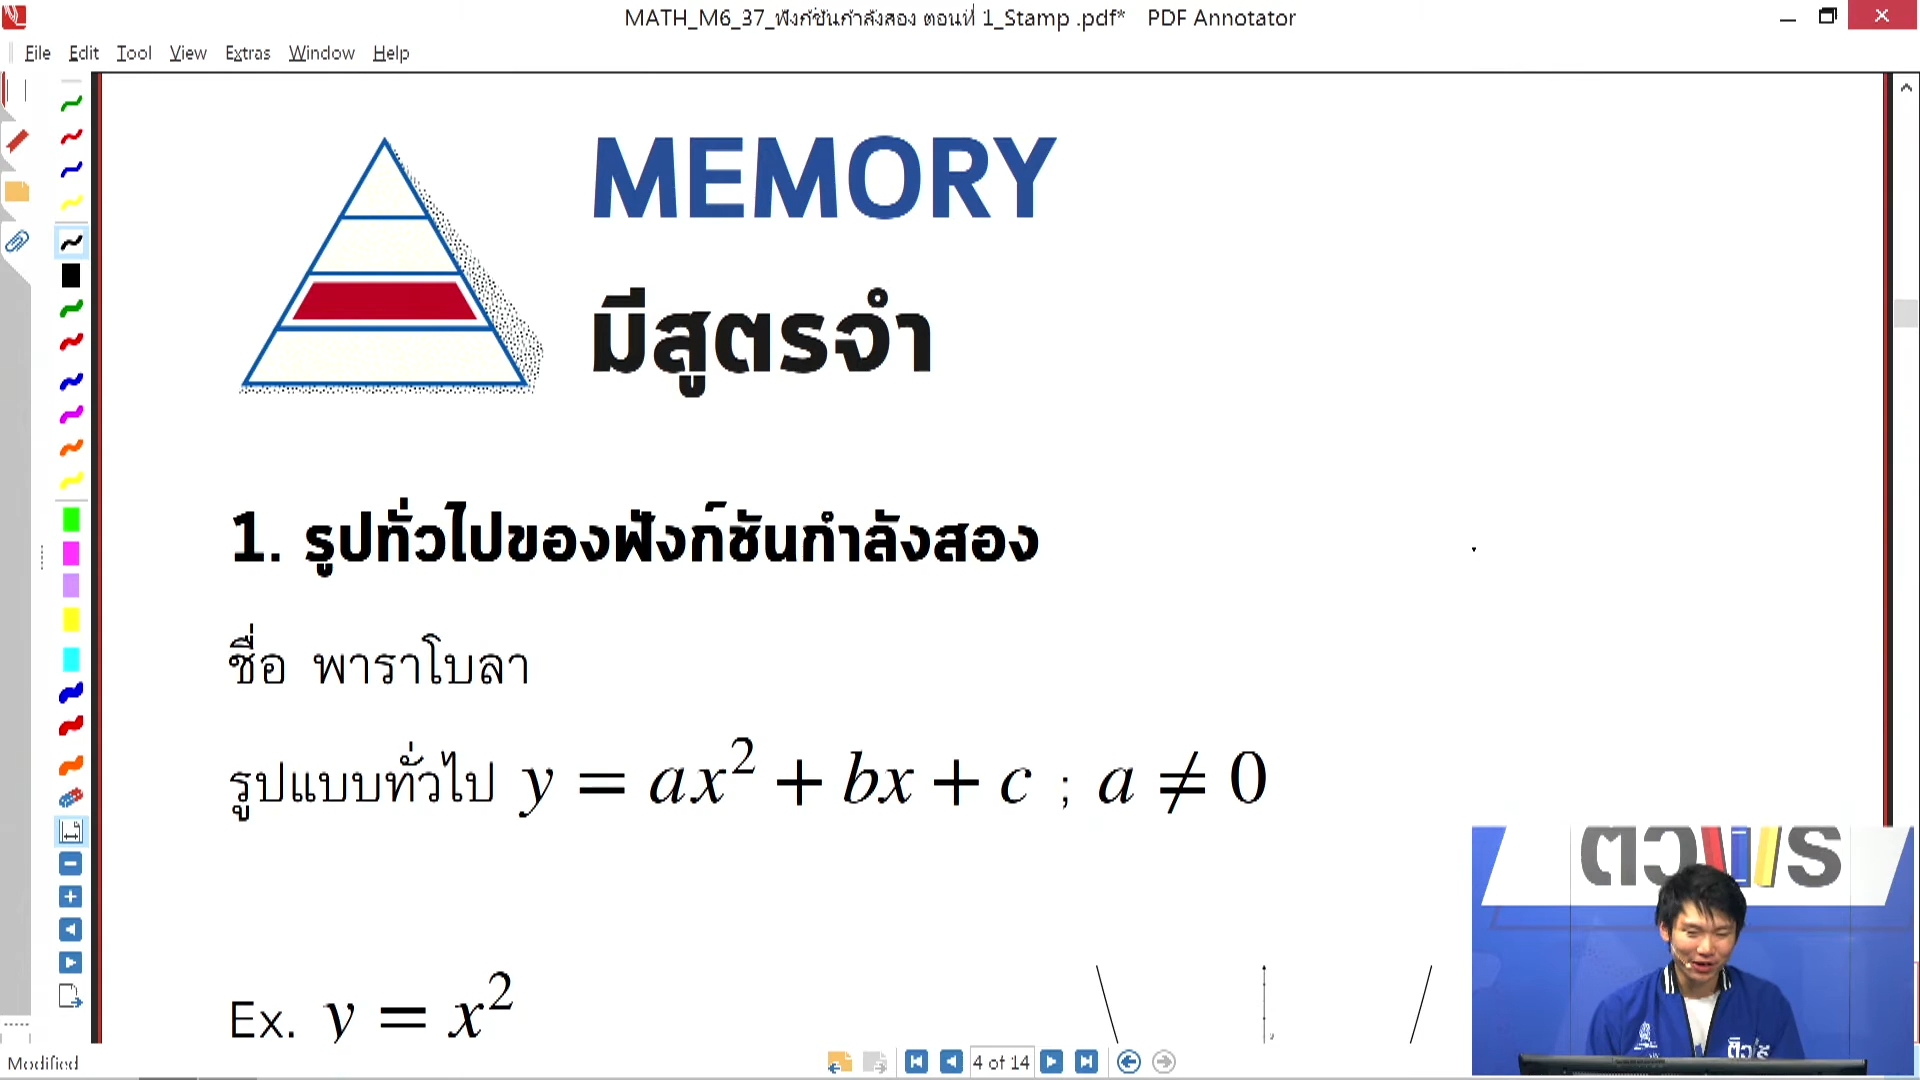 MATH_M6_37_ฟังก์ชันกำลังสอง ตอนที่ 1_Stamp .pdf* PDF Annotator
File Edit Tool View Extras Window Help
MEMORY
มีสูตรจำ
1. รูปทั่วไปของฟังก์ชันกำลังสอง
ชื่อ พาราโบลา
รูปแบบทั่วไป y = ax² + bx + c ; a ≠ 0
Ex. y = x²
ติวฟรี
Modified
4 of 14